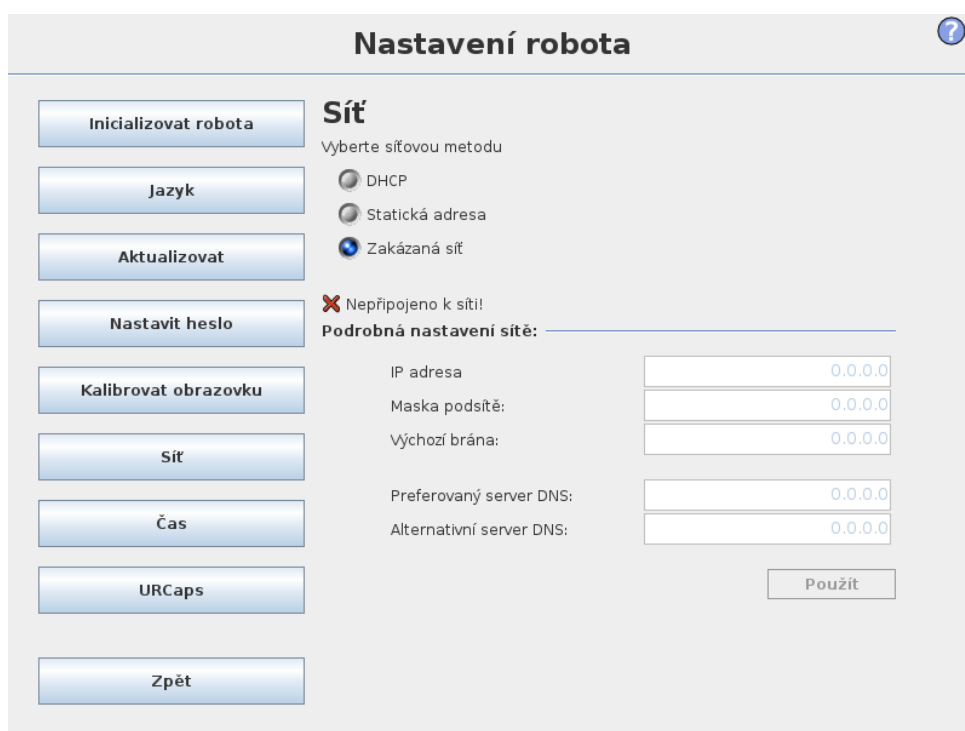 Nastavení robota
?
Inicializovat robota
Jazyk
Aktualizovat
Nastavit heslo
Kalibrovat obrazovku
Síť
Čas
URCaps
Zpět
Síť
Vyberte síťovou metodu
DHCP
Statická adresa
Zakázaná síť
Nepřipojeno k síti!
Podrobná nastavení sítě:
IP adresa 0.0.0.0
Maska podsítě: 0.0.0.0
Výchozí brána: 0.0.0.0
Preferovaný server DNS: 0.0.0.0
Alternativní server DNS: 0.0.0.0
Použít